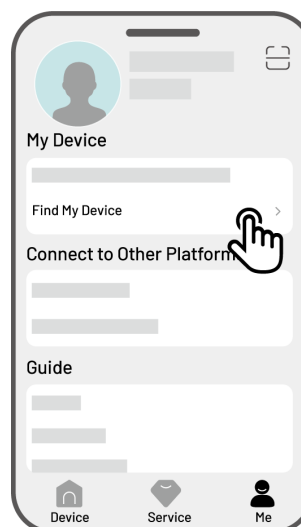 My Device
Find My Device
Connect to Other Platform
Guide
Device
Service
Me